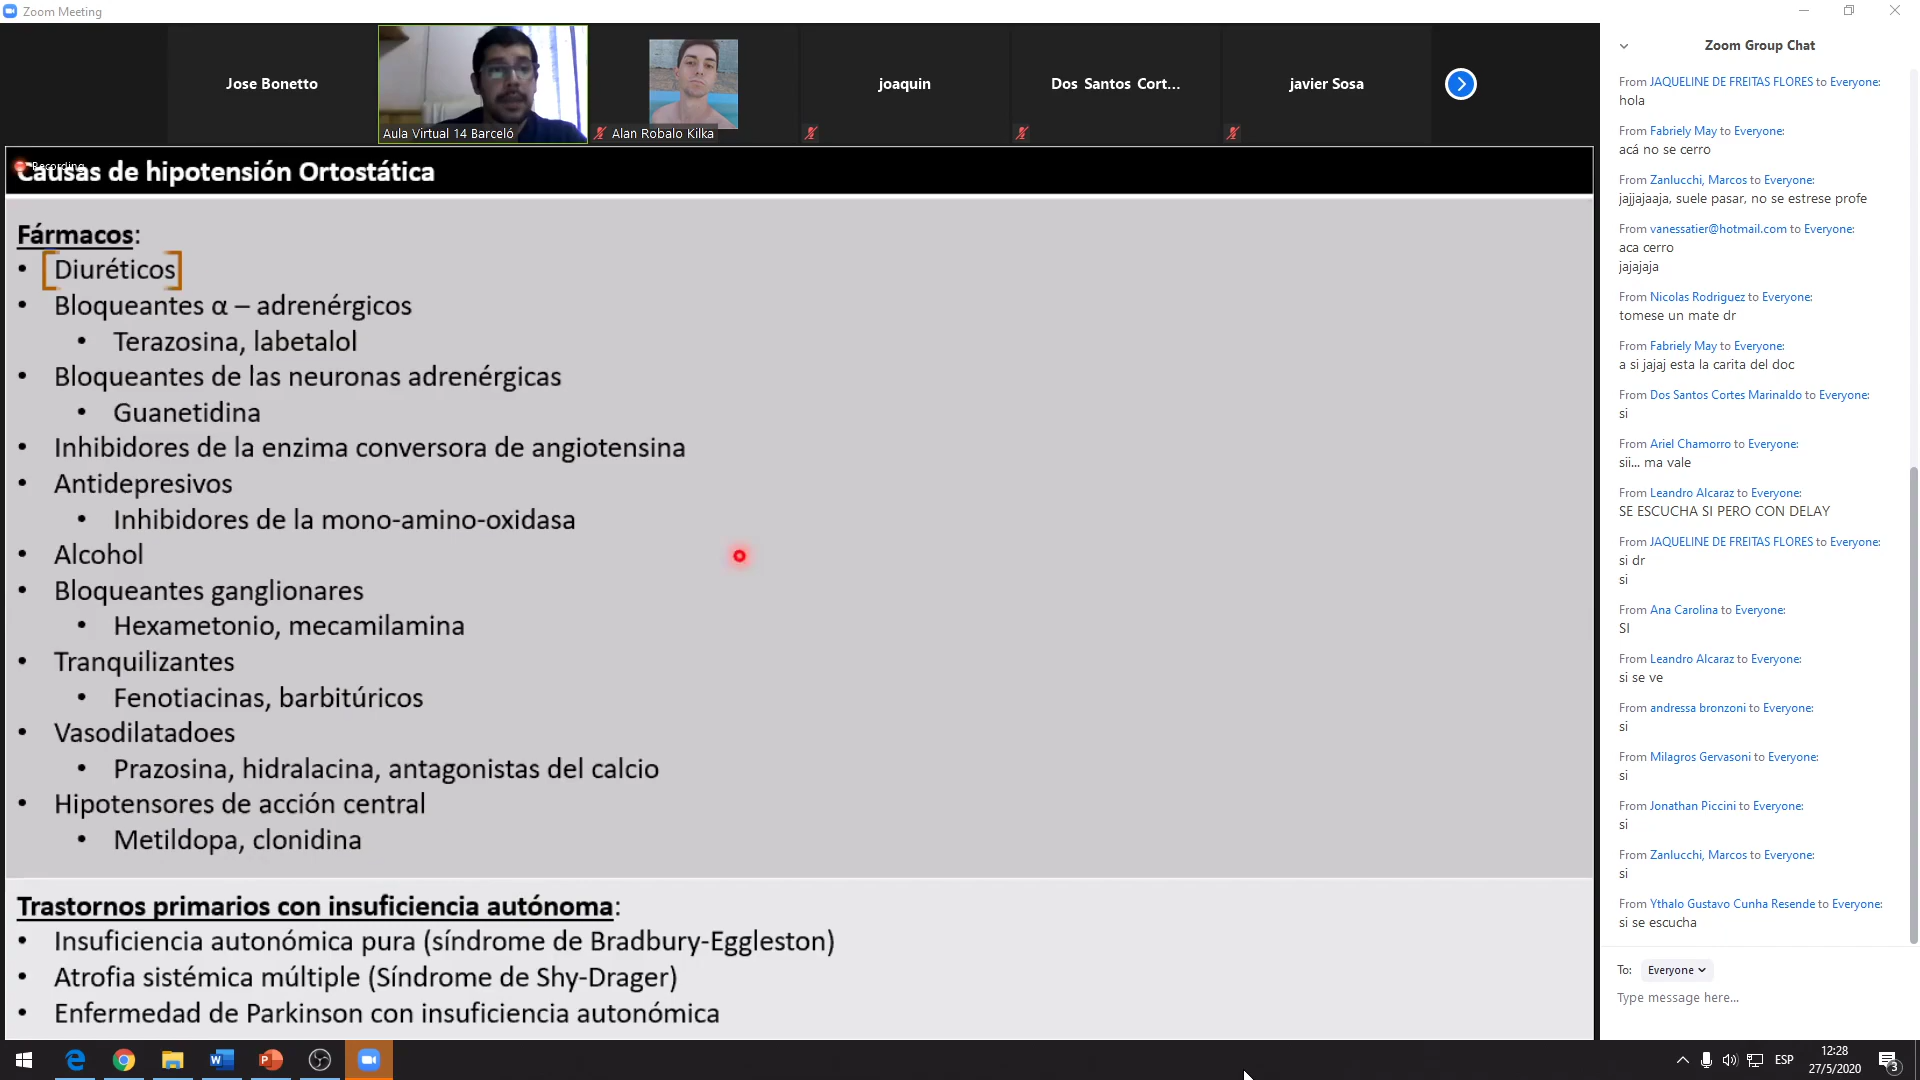 Zoom Meeting
Jose Bonetto
Aula Virtual 14 Barceló
Alan Robalo Kilka
joaquin
Dos Santos Cort...
javier Sosa
Recording
Causas de hipotensión Ortostática
Fármacos:
• [Diuréticos]
• Bloqueantes α – adrenérgicos
• Terazosina, labetalol
• Bloqueantes de las neuronas adrenérgicas
• Guanetidina
• Inhibidores de la enzima conversora de angiotensina
• Antidepresivos
• Inhibidores de la mono-amino-oxidasa
• Alcohol
• Bloqueantes ganglionares
• Hexametonio, mecamilamina
• Tranquilizantes
• Fenotiacinas, barbitúricos
• Vasodilatadoes
• Prazosina, hidralacina, antagonistas del calcio
• Hipotensores de acción central
• Metildopa, clonidina
Trastornos primarios con insuficiencia autónoma:
• Insuficiencia autonómica pura (síndrome de Bradbury-Eggleston)
• Atrofia sistémica múltiple (Síndrome de Shy-Drager)
• Enfermedad de Parkinson con insuficiencia autonómica
Zoom Group Chat
From JAQUELINE DE FREITAS FLORES to Everyone:
hola
From Fabriely May to Everyone:
acá no se cerro
From Zanlucchi, Marcos to Everyone:
jajjajaaja, suele pasar, no se estrese profe
From vanessatier@hotmail.com to Everyone:
aca cerro
jajajaja
From Nicolas Rodriguez to Everyone:
tomese un mate dr
From Fabriely May to Everyone:
a si jajaj esta la carita del doc
From Dos Santos Cortes Marinaldo to Everyone:
si
From Ariel Chamorro to Everyone:
sii... ma vale
From Leandro Alcaraz to Everyone:
SE ESCUCHA SI PERO CON DELAY
From JAQUELINE DE FREITAS FLORES to Everyone:
si dr
si
From Ana Carolina to Everyone:
SI
From Leandro Alcaraz to Everyone:
si se ve
From andressa bronzoni to Everyone:
si
From Milagros Gervasoni to Everyone:
si
From Jonathan Piccini to Everyone:
si
From Zanlucchi, Marcos to Everyone:
si
From Ythalo Gustavo Cunha Resende to Everyone:
si se escucha
To: Everyone
Type message here...
ESP
12:28
27/5/2020
3